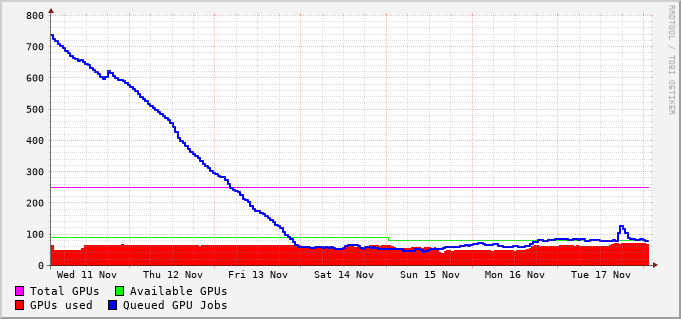 800
700
600
500
400
300
200
100
0
Wed 11 Nov Thu 12 Nov Fri 13 Nov Sat 14 Nov Sun 15 Nov Mon 16 Nov Tue 17 Nov
Total GPUs Available GPUs
GPUs used Queued GPU Jobs
RRDTOOL / TOBI OETIKER